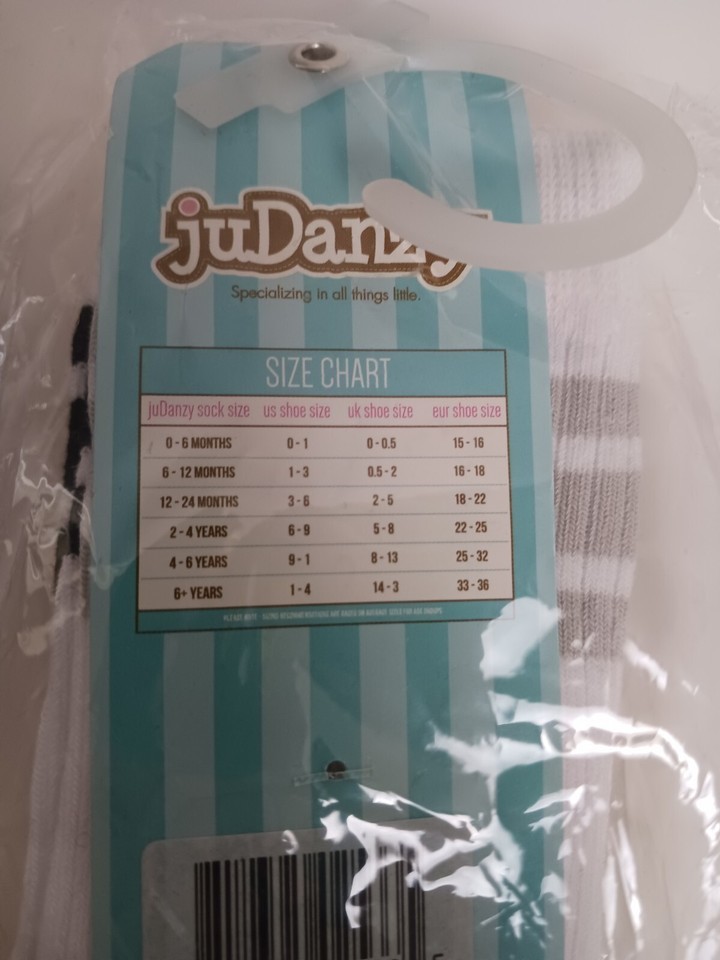 juDanzy
Specializing in all things little.
SIZE CHART
juDanzy sock size us shoe size uk shoe size eur shoe size
0 - 6 MONTHS 0 - 1 0 - 0.5 15 - 16
6 - 12 MONTHS 1 - 3 0.5 - 2 16 - 18
12 - 24 MONTHS 3 - 6 2 - 5 18 - 22
2 - 4 YEARS 6 - 9 5 - 8 22 - 25
4 - 6 YEARS 9 - 1 8 - 13 25 - 32
6+ YEARS 1 - 4 14 - 3 33 - 36
PLEASE NOTE